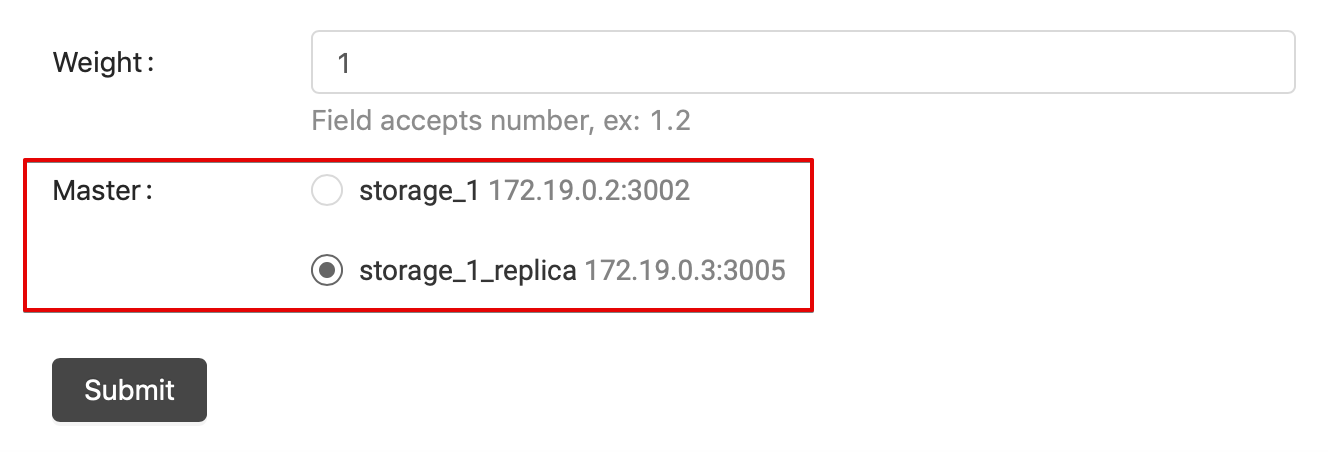 Weight: 1
Field accepts number, ex: 1.2
Master: storage_1 172.19.0.2:3002
storage_1_replica 172.19.0.3:3005
Submit